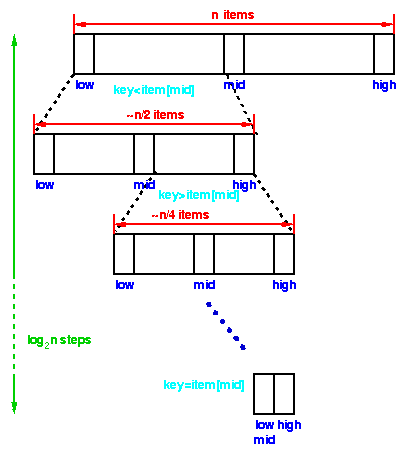 n items
low mid high
key<item[mid]
~n/2 items
low mid high
key>item[mid]
~n/4 items
low mid high
log2n steps
key=item[mid]
low high
mid